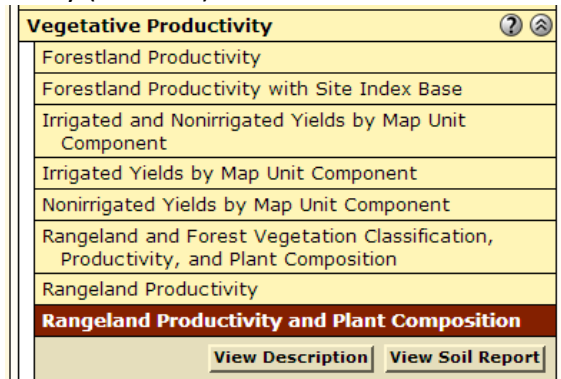 Vegetative Productivity ?
Forestland Productivity
Forestland Productivity with Site Index Base
Irrigated and Nonirrigated Yields by Map Unit
Component
Irrigated Yields by Map Unit Component
Nonirrigated Yields by Map Unit Component
Rangeland and Forest Vegetation Classification,
Productivity, and Plant Composition
Rangeland Productivity
Rangeland Productivity and Plant Composition
View Description View Soil Report